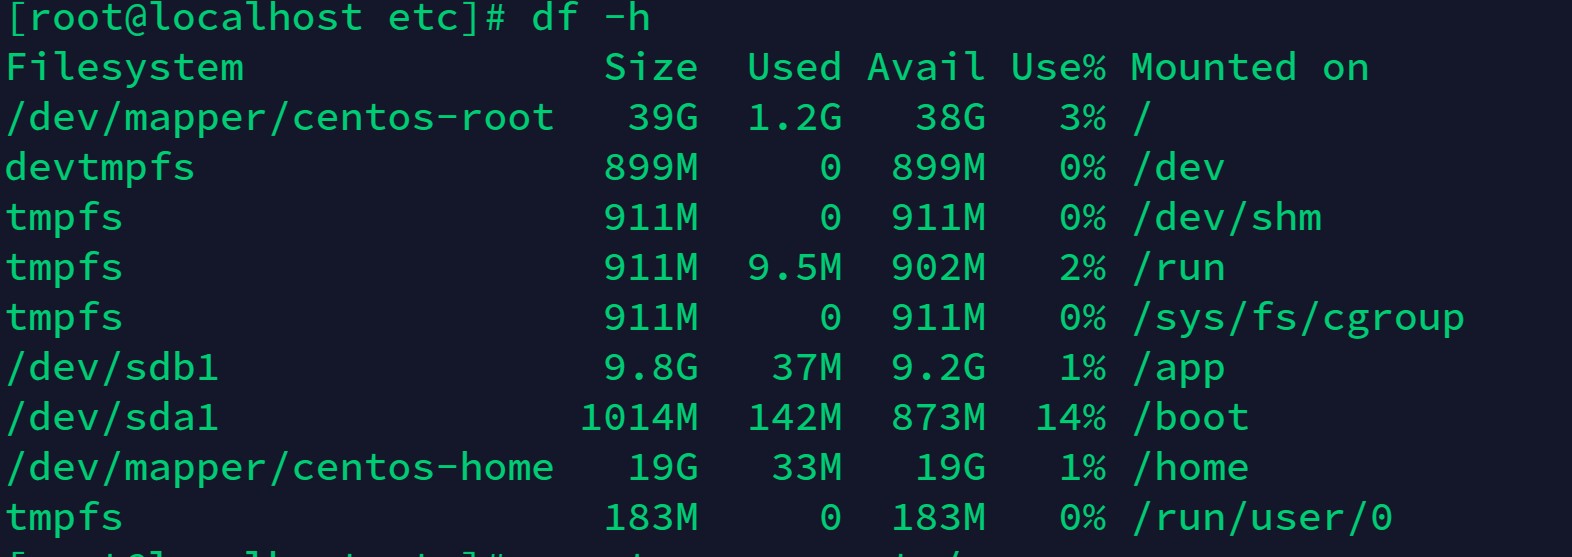 [root@localhost etc]# df -h
Filesystem                Size  Used Avail Use% Mounted on
/dev/mapper/centos-root   39G  1.2G   38G   3% /
devtmpfs                  899M     0  899M   0% /dev
tmpfs                     911M     0  911M   0% /dev/shm
tmpfs                     911M  9.5M  902M   2% /run
tmpfs                     911M     0  911M   0% /sys/fs/cgroup
/dev/sdb1                 9.8G   37M  9.2G   1% /app
/dev/sda1                1014M  142M  873M  14% /boot
/dev/mapper/centos-home   19G   33M   19G   1% /home
tmpfs                     183M     0  183M   0% /run/user/0